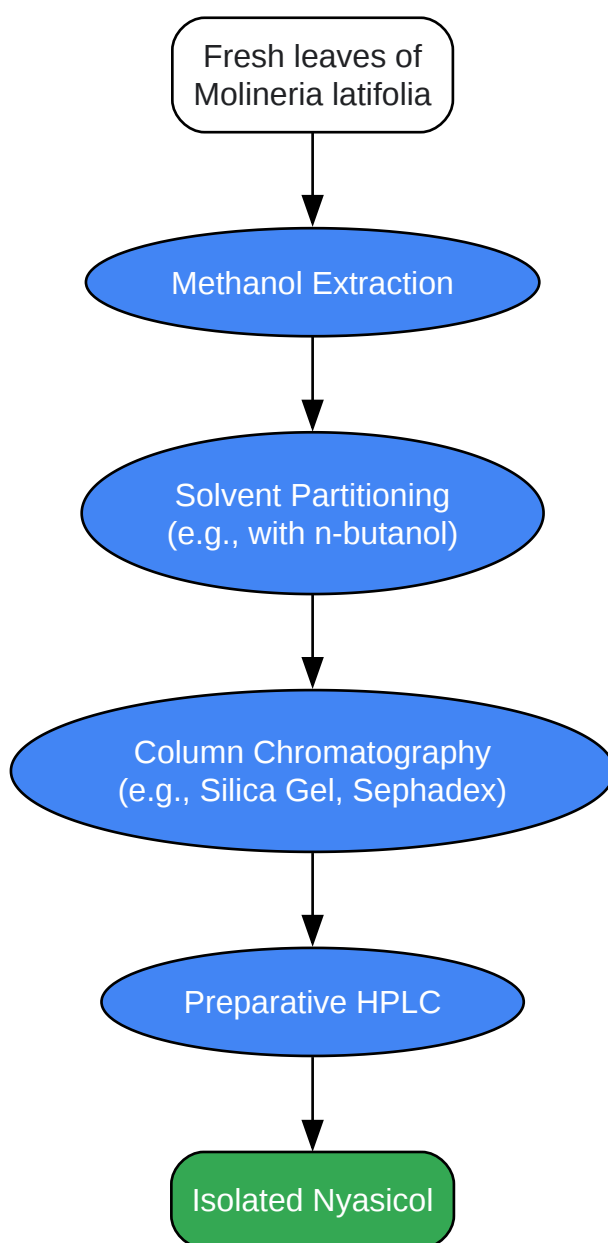 Fresh leaves of
Molineria latifolia
Methanol Extraction
Solvent Partitioning
(e.g., with n-butanol)
Column Chromatography
(e.g., Silica Gel, Sephadex)
Preparative HPLC
Isolated Nyasicol